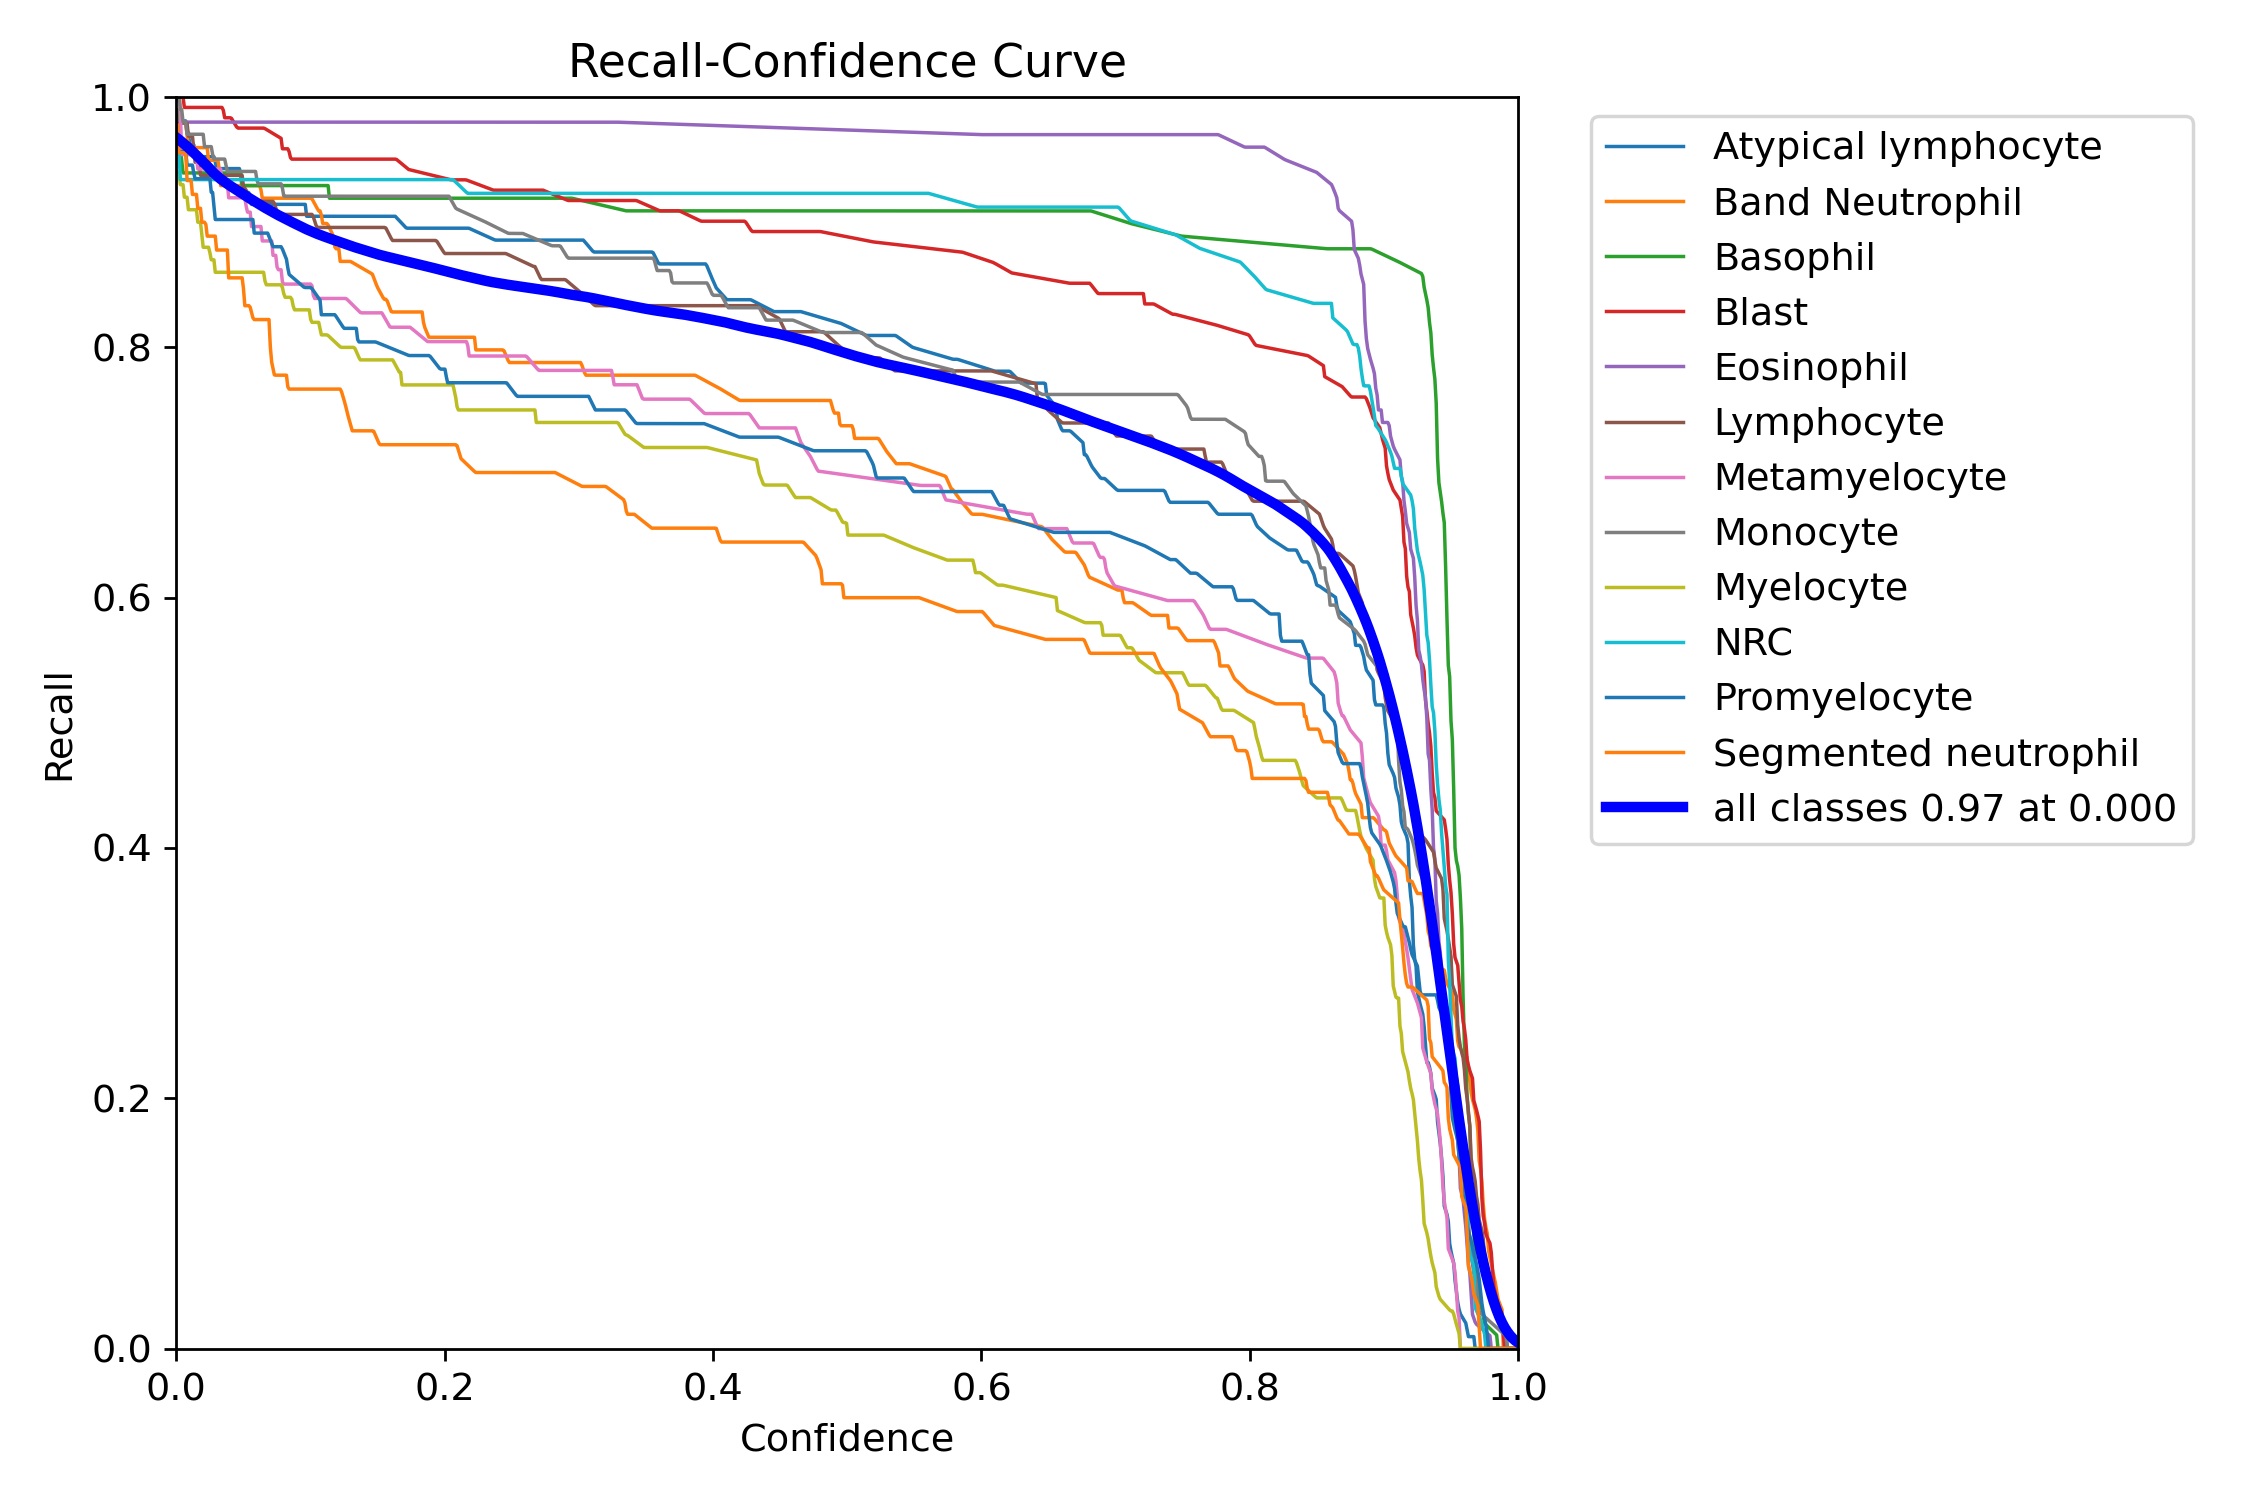 Recall-Confidence Curve
1.0
0.8
0.6
0.4
0.2
0.0
Recall
0.0 0.2 0.4 0.6 0.8 1.0
Confidence
Atypical lymphocyte
Band Neutrophil
Basophil
Blast
Eosinophil
Lymphocyte
Metamyelocyte
Monocyte
Myelocyte
NRC
Promyelocyte
Segmented neutrophil
all classes 0.97 at 0.000